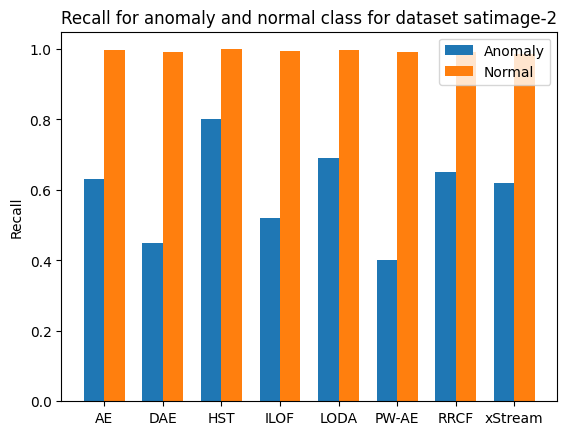 Recall for anomaly and normal class for dataset satimage-2
Anomaly
Normal
Recall
1.0
0.8
0.6
0.4
0.2
0.0
AE DAE HST ILOF LODA PW-AE RRCF xStream